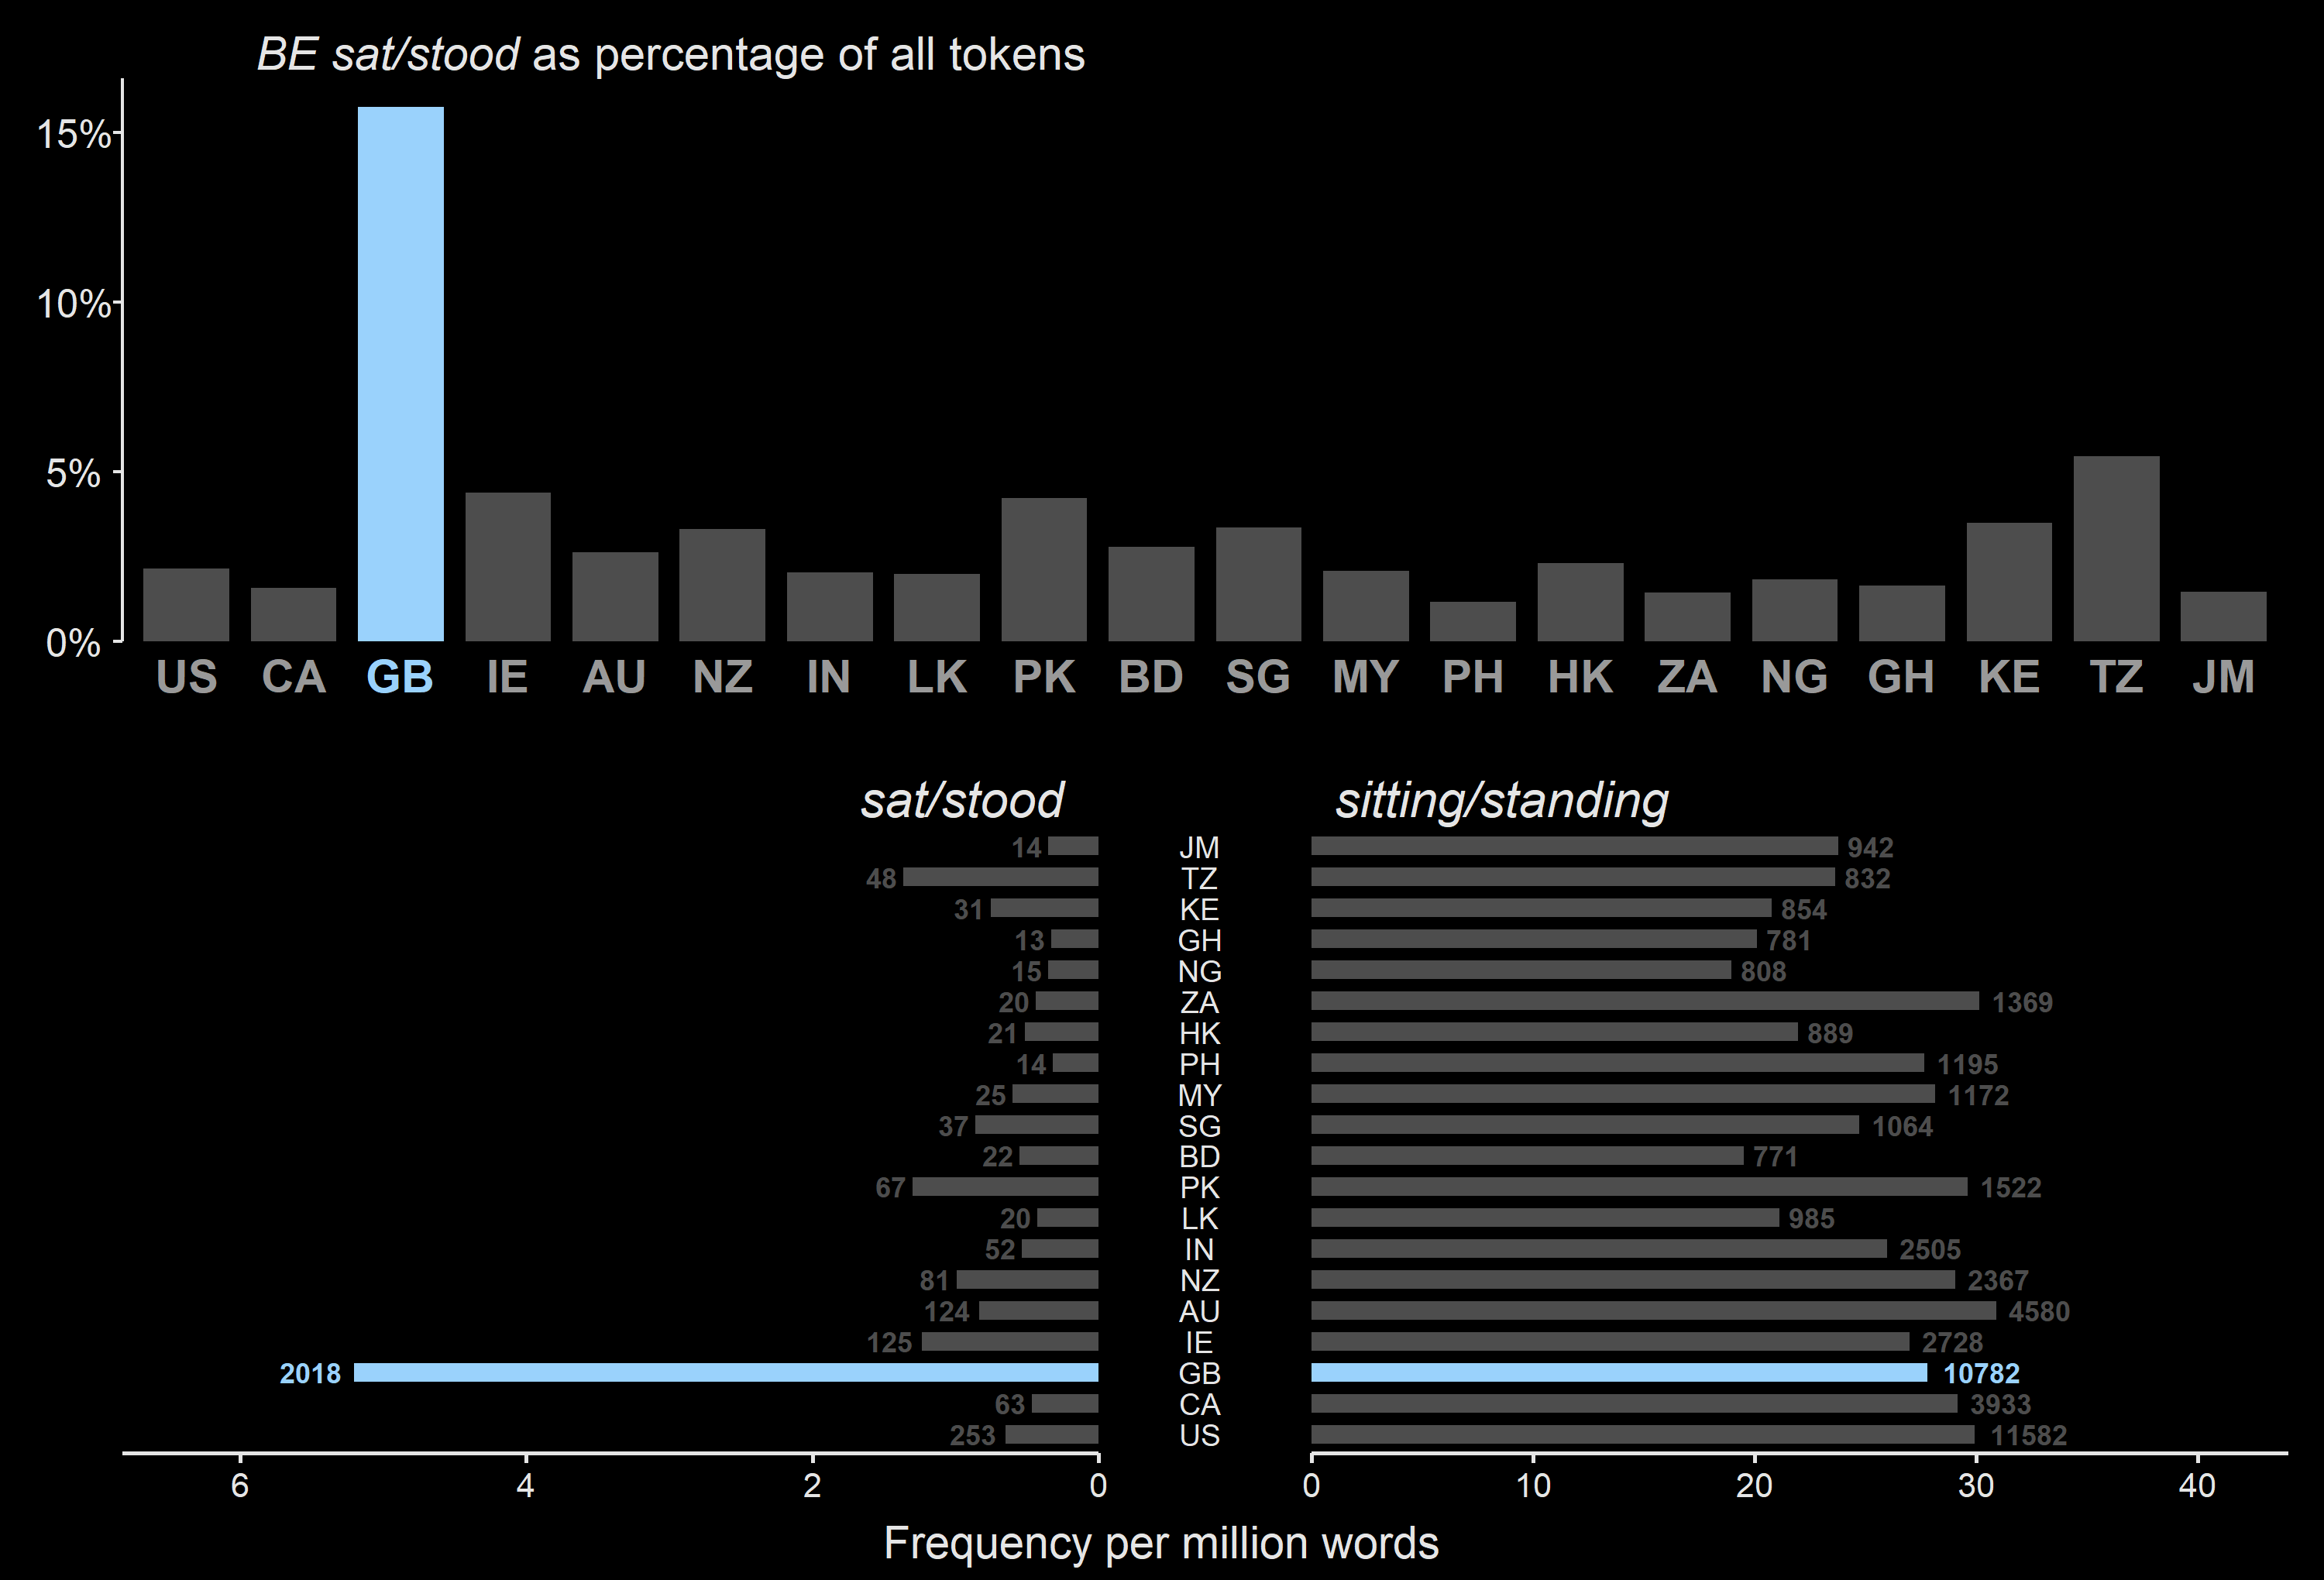 BE sat/stood as percentage of all tokens
15%
10%
5%
0%
US CA GB IE AU NZ IN LK PK BD SG MY PH HK ZA NG GH KE TZ JM
sat/stood sitting/standing
14 JM 942
48 TZ 832
31 KE 854
13 GH 781
15 NG 808
20 ZA 1369
21 HK 889
14 PH 1195
25 MY 1172
37 SG 1064
22 BD 771
67 PK 1522
20 LK 985
52 IN 2505
81 NZ 2367
124 AU 4580
125 IE 2728
2018 GB 10782
63 CA 3933
253 US 11582
6 4 2 0 0 10 20 30 40
Frequency per million words